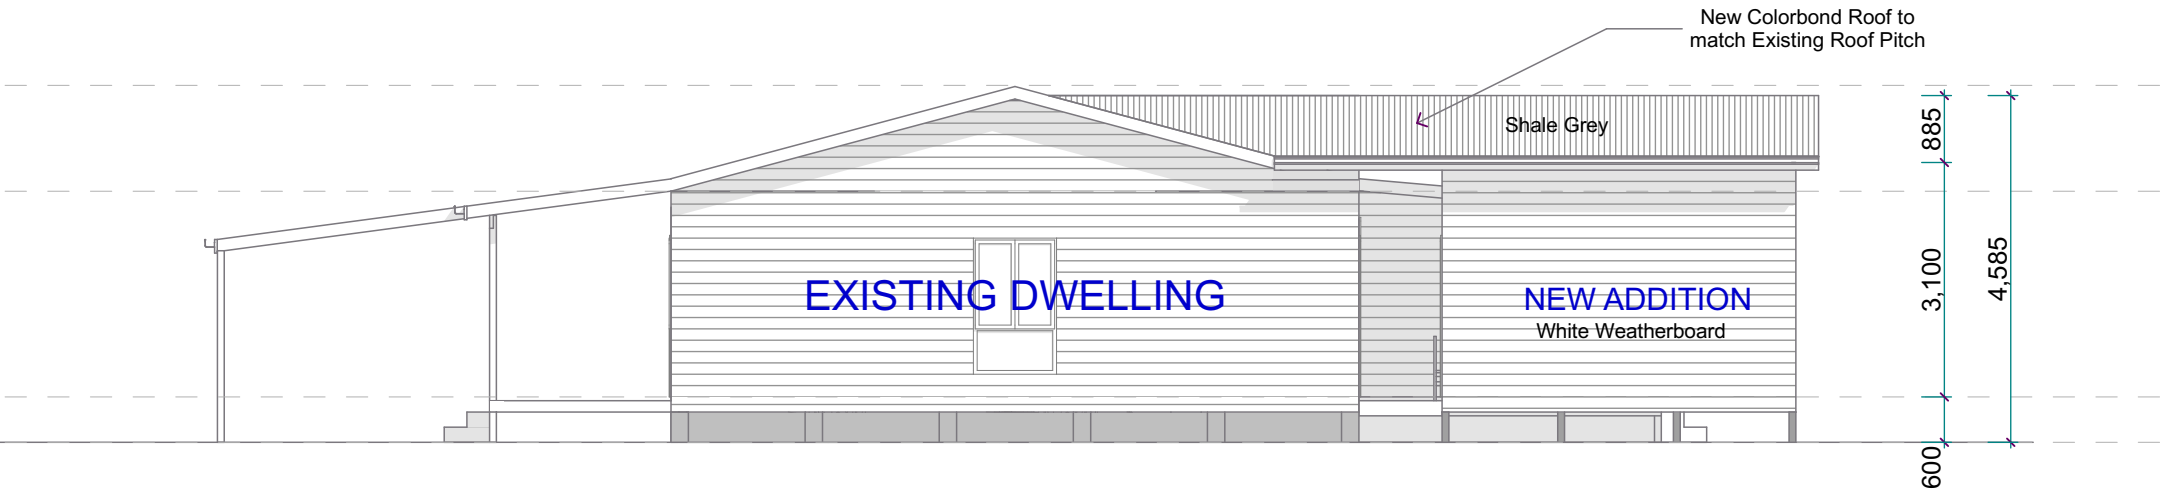 New Colorbond Roof to
match Existing Roof Pitch
Shale Grey
885
3,100
4,585
600
EXISTING DWELLING
NEW ADDITION
White Weatherboard